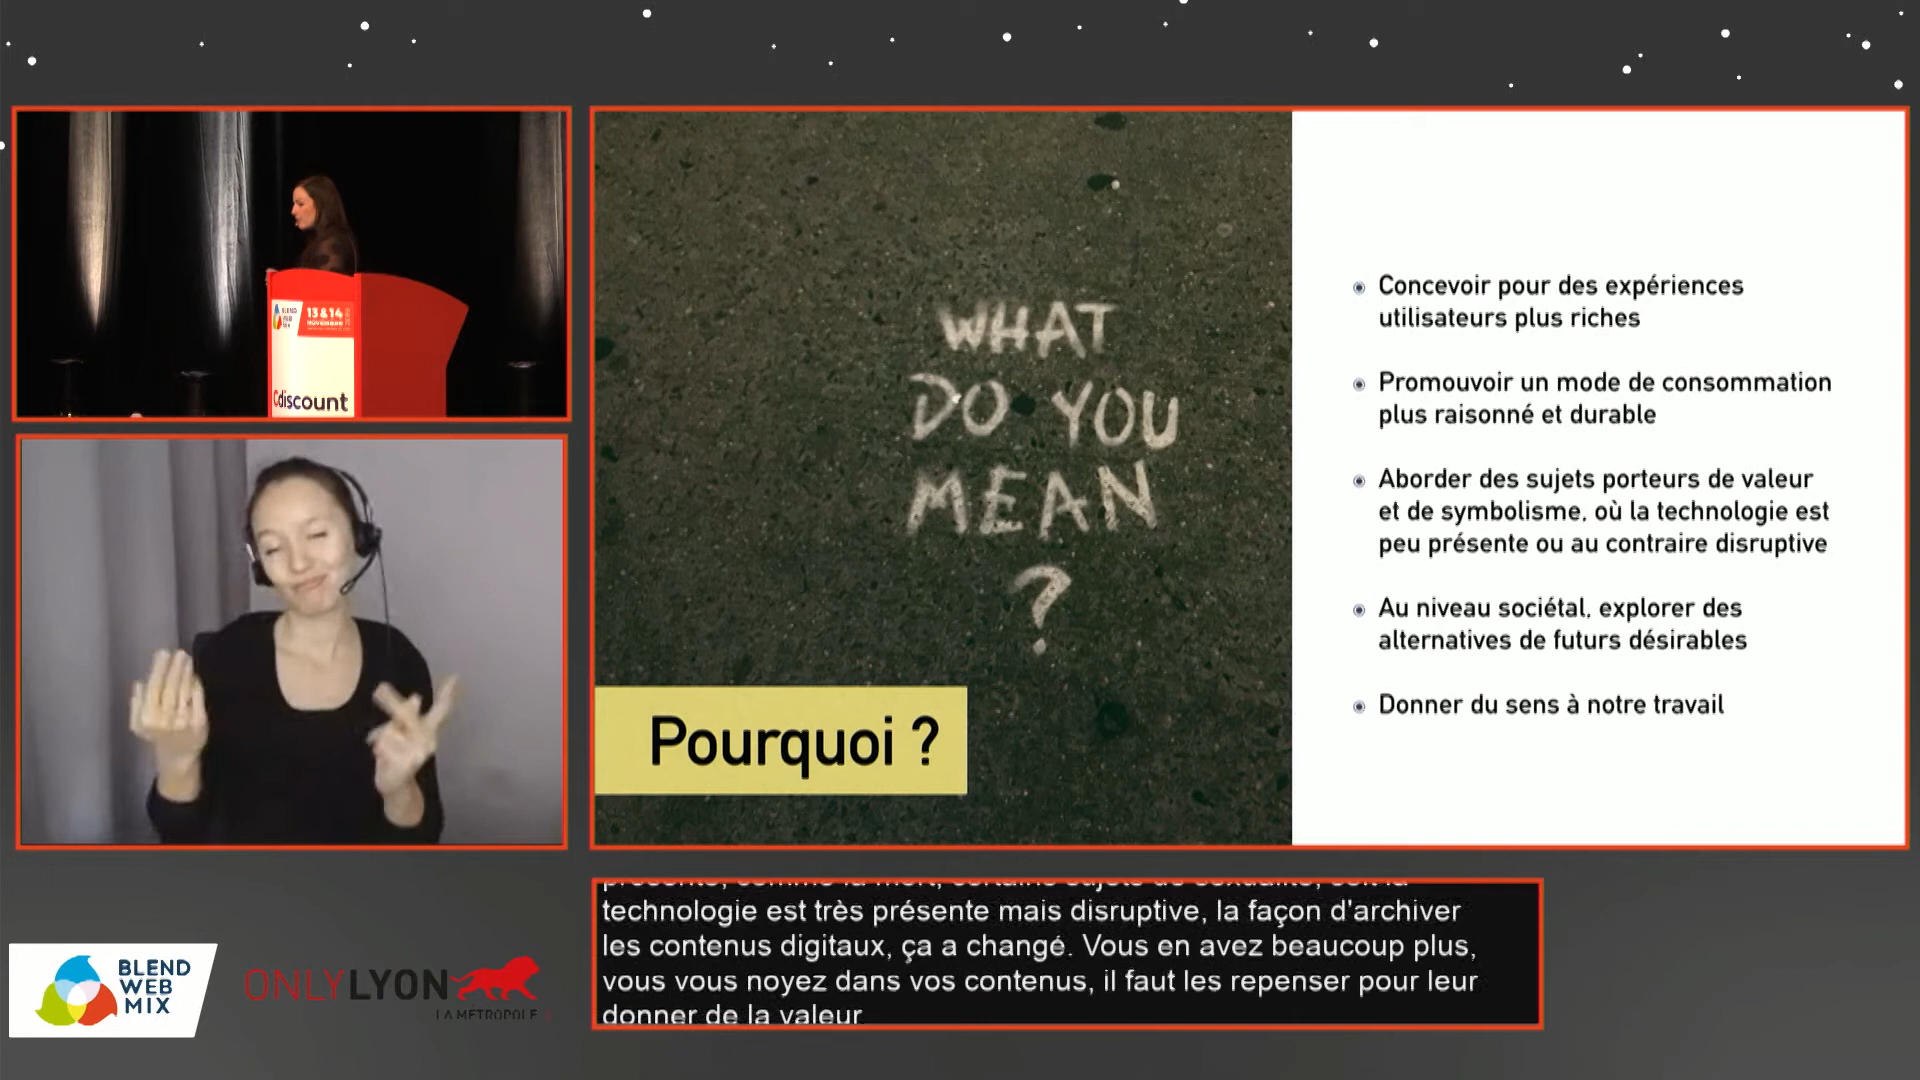 BLEND
WEB
MIX
13 & 14
NOVEMBRE
Cdiscount
WHAT
DO YOU
MEAN
?
Pourquoi ?
Concevoir pour des expériences
utilisateurs plus riches
Promouvoir un mode de consommation
plus raisonné et durable
Aborder des sujets porteurs de valeur
et de symbolisme, où la technologie est
peu présente ou au contraire disruptive
Au niveau sociétal, explorer des
alternatives de futurs désirables
Donner du sens à notre travail
technologie est très présente mais disruptive, la façon d'archiver
les contenus digitaux, ça a changé. Vous en avez beaucoup plus,
vous vous noyez dans vos contenus, il faut les repenser pour leur
donner de la valeur
BLEND
WEB
MIX
ONLYLYON
LA MÉTROPOLE